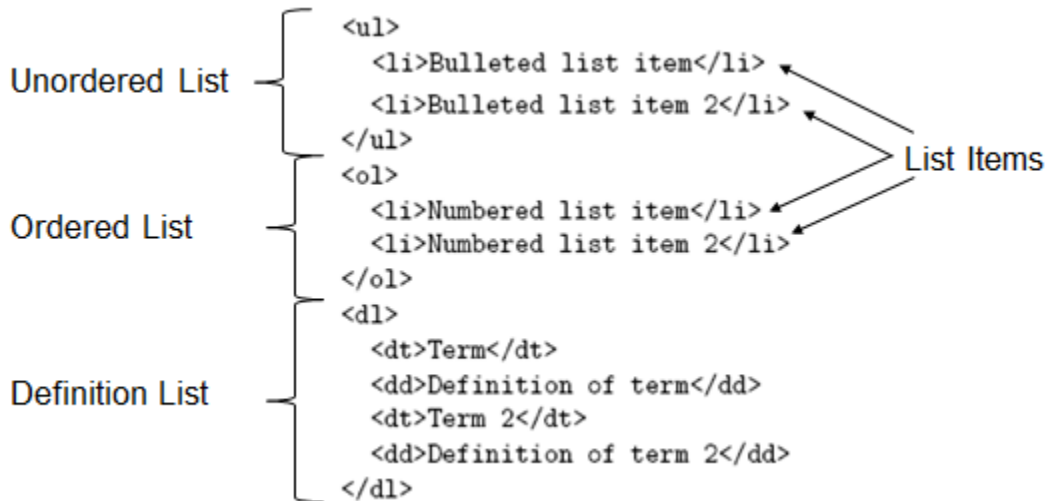 <ul>
<li>Bulleted list item</li>
Unordered List
<li>Bulleted list item 2</li>
</ul>
List Items
<ol>
<li>Numbered list item</li>
Ordered List
<li>Numbered list item 2</li>
</ol>
<dl>
<dt>Term</dt>
<dd>Definition of term</dd>
Definition List
<dt>Term 2</dt>
<dd>Definition of term 2</dd>
</dl>